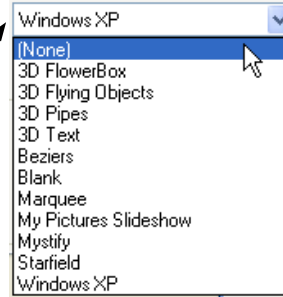 Windows XP
(None)
3D FlowerBox
3D Flying Objects
3D Pipes
3D Text
Beziers
Blank
Marquee
My Pictures Slideshow
Mystify
Starfield
Windows XP